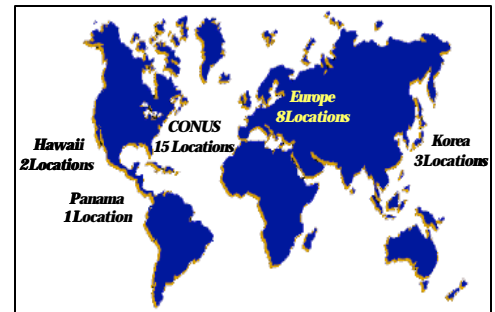 Europe
8Locations
CONUS
15 Locations
Hawaii
2Locations
Korea
3Locations
Panama
1Location